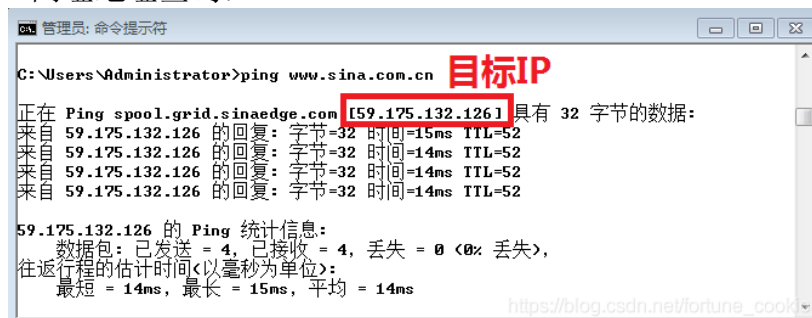 管理员: 命令提示符
C:\Users\Administrator>ping www.sina.com.cn 目标IP
正在 Ping spool.grid.sinaedge.com [59.175.132.126] 具有 32 字节的数据:
来自 59.175.132.126 的回复: 字节=32 时间=15ms TTL=52
来自 59.175.132.126 的回复: 字节=32 时间=14ms TTL=52
来自 59.175.132.126 的回复: 字节=32 时间=14ms TTL=52
来自 59.175.132.126 的回复: 字节=32 时间=14ms TTL=52
59.175.132.126 的 Ping 统计信息:
数据包: 已发送 = 4, 已接收 = 4, 丢失 = 0 (0% 丢失),
往返行程的估计时间(以毫秒为单位):
最短 = 14ms, 最长 = 15ms, 平均 = 14ms
https://blog.csdn.net/fortune_cookie